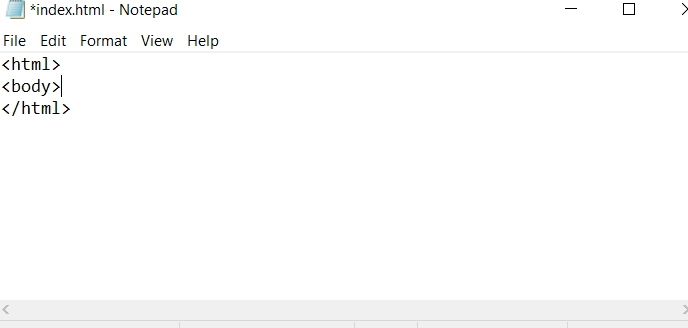 *index.html - Notepad
File Edit Format View Help
<html>
<body>
</html>